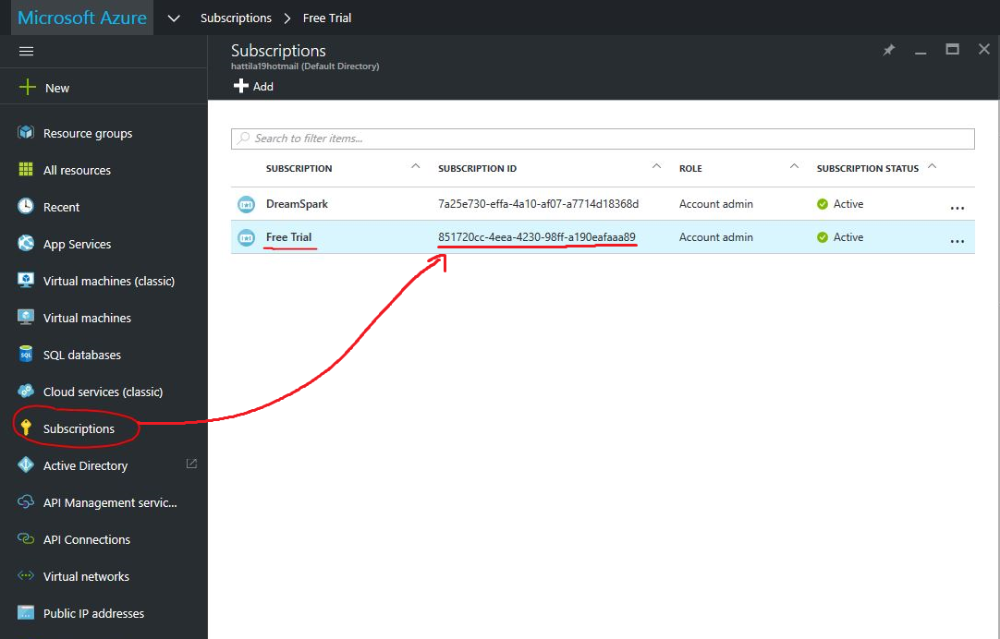 Microsoft Azure Subscriptions > Free Trial
Subscriptions
hattila19hotmail (Default Directory)
Add
New
Resource groups
All resources
Recent
App Services
Virtual machines (classic)
Virtual machines
SQL databases
Cloud services (classic)
Subscriptions
Active Directory
API Management servic...
API Connections
Virtual networks
Public IP addresses
Search to filter items...
SUBSCRIPTION SUBSCRIPTION ID ROLE SUBSCRIPTION STATUS
DreamSpark 7a25e730-effa-4a10-af07-a7714d18368d Account admin Active ...
Free Trial 851720cc-4eea-4230-98ff-a190eafaaa89 Account admin Active ...